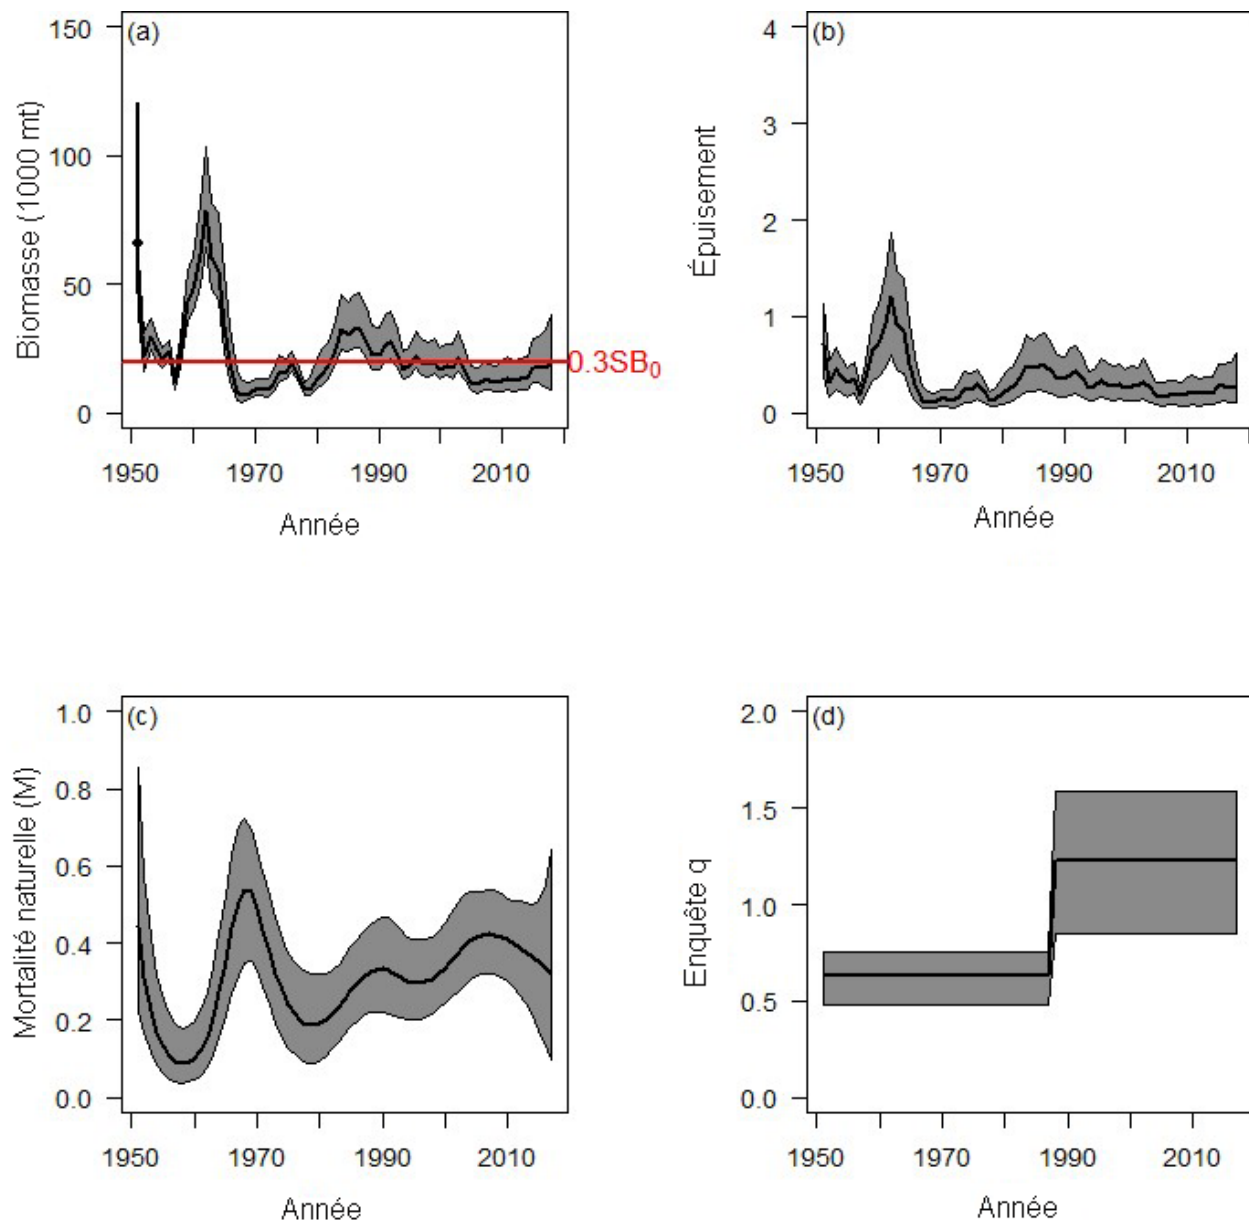 (a)
150
100
50
0
Biomasse (1000 mt)
0.3SB₀
1950 1970 1990 2010
Année
(b)
4
3
2
1
0
Épuisement
1950 1970 1990 2010
Année
(c)
1.0
0.8
0.6
0.4
0.2
0.0
Mortalité naturelle (M)
1950 1970 1990 2010
Année
(d)
2.0
1.5
1.0
0.5
0.0
Enquête q
1950 1970 1990 2010
Année